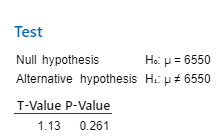 Test
Null hypothesis H₀: μ = 6550
Alternative hypothesis H₁: μ ≠ 6550
T-Value P-Value
1.13 0.261